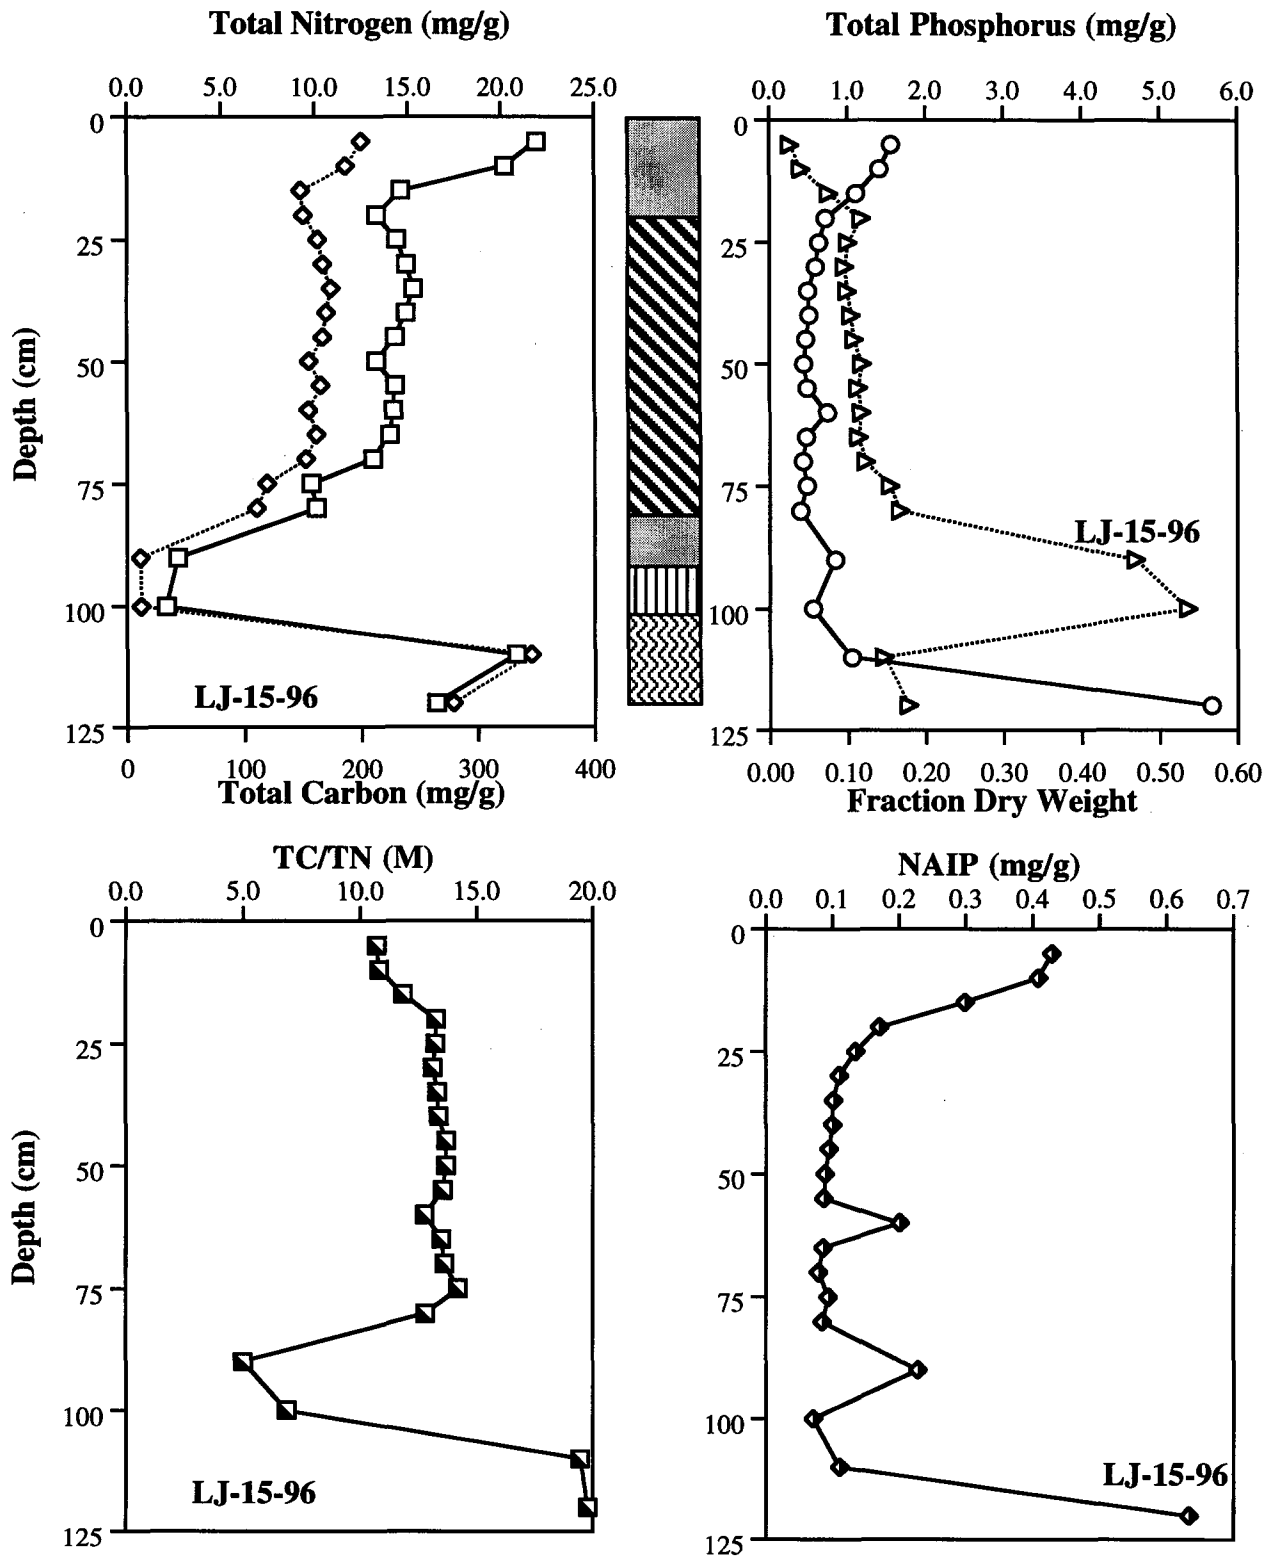 Total Nitrogen (mg/g)
0.0 5.0 10.0 15.0 20.0 25.0
0
25
50
75
100
125
Depth (cm)
LJ-15-96
0 100 200 300 400
Total Carbon (mg/g)
Total Phosphorus (mg/g)
0.0 1.0 2.0 3.0 4.0 5.0 6.0
0
25
50
75
100
125
LJ-15-96
0.00 0.10 0.20 0.30 0.40 0.50 0.60
Fraction Dry Weight
TC/TN (M)
0.0 5.0 10.0 15.0 20.0
0
25
50
75
100
125
Depth (cm)
LJ-15-96
NAIP (mg/g)
0.0 0.1 0.2 0.3 0.4 0.5 0.6 0.7
0
25
50
75
100
125
LJ-15-96